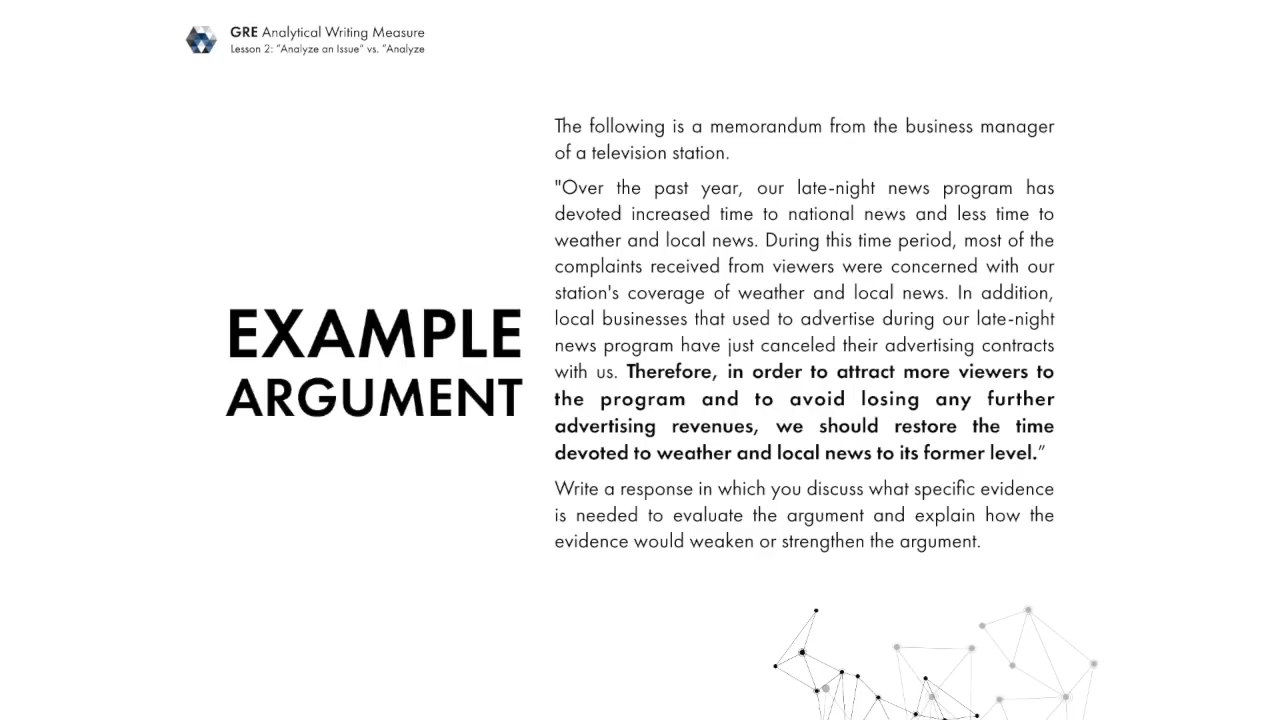 GRE Analytical Writing Measure
Lesson 2: "Analyze an Issue" vs. "Analyze
EXAMPLE
ARGUMENT
The following is a memorandum from the business manager
of a television station.
"Over the past year, our late-night news program has
devoted increased time to national news and less time to
weather and local news. During this time period, most of the
complaints received from viewers were concerned with our
station's coverage of weather and local news. In addition,
local businesses that used to advertise during our late-night
news program have just canceled their advertising contracts
with us. Therefore, in order to attract more viewers to
the program and to avoid losing any further
advertising revenues, we should restore the time
devoted to weather and local news to its former level.”
Write a response in which you discuss what specific evidence
is needed to evaluate the argument and explain how the
evidence would weaken or strengthen the argument.